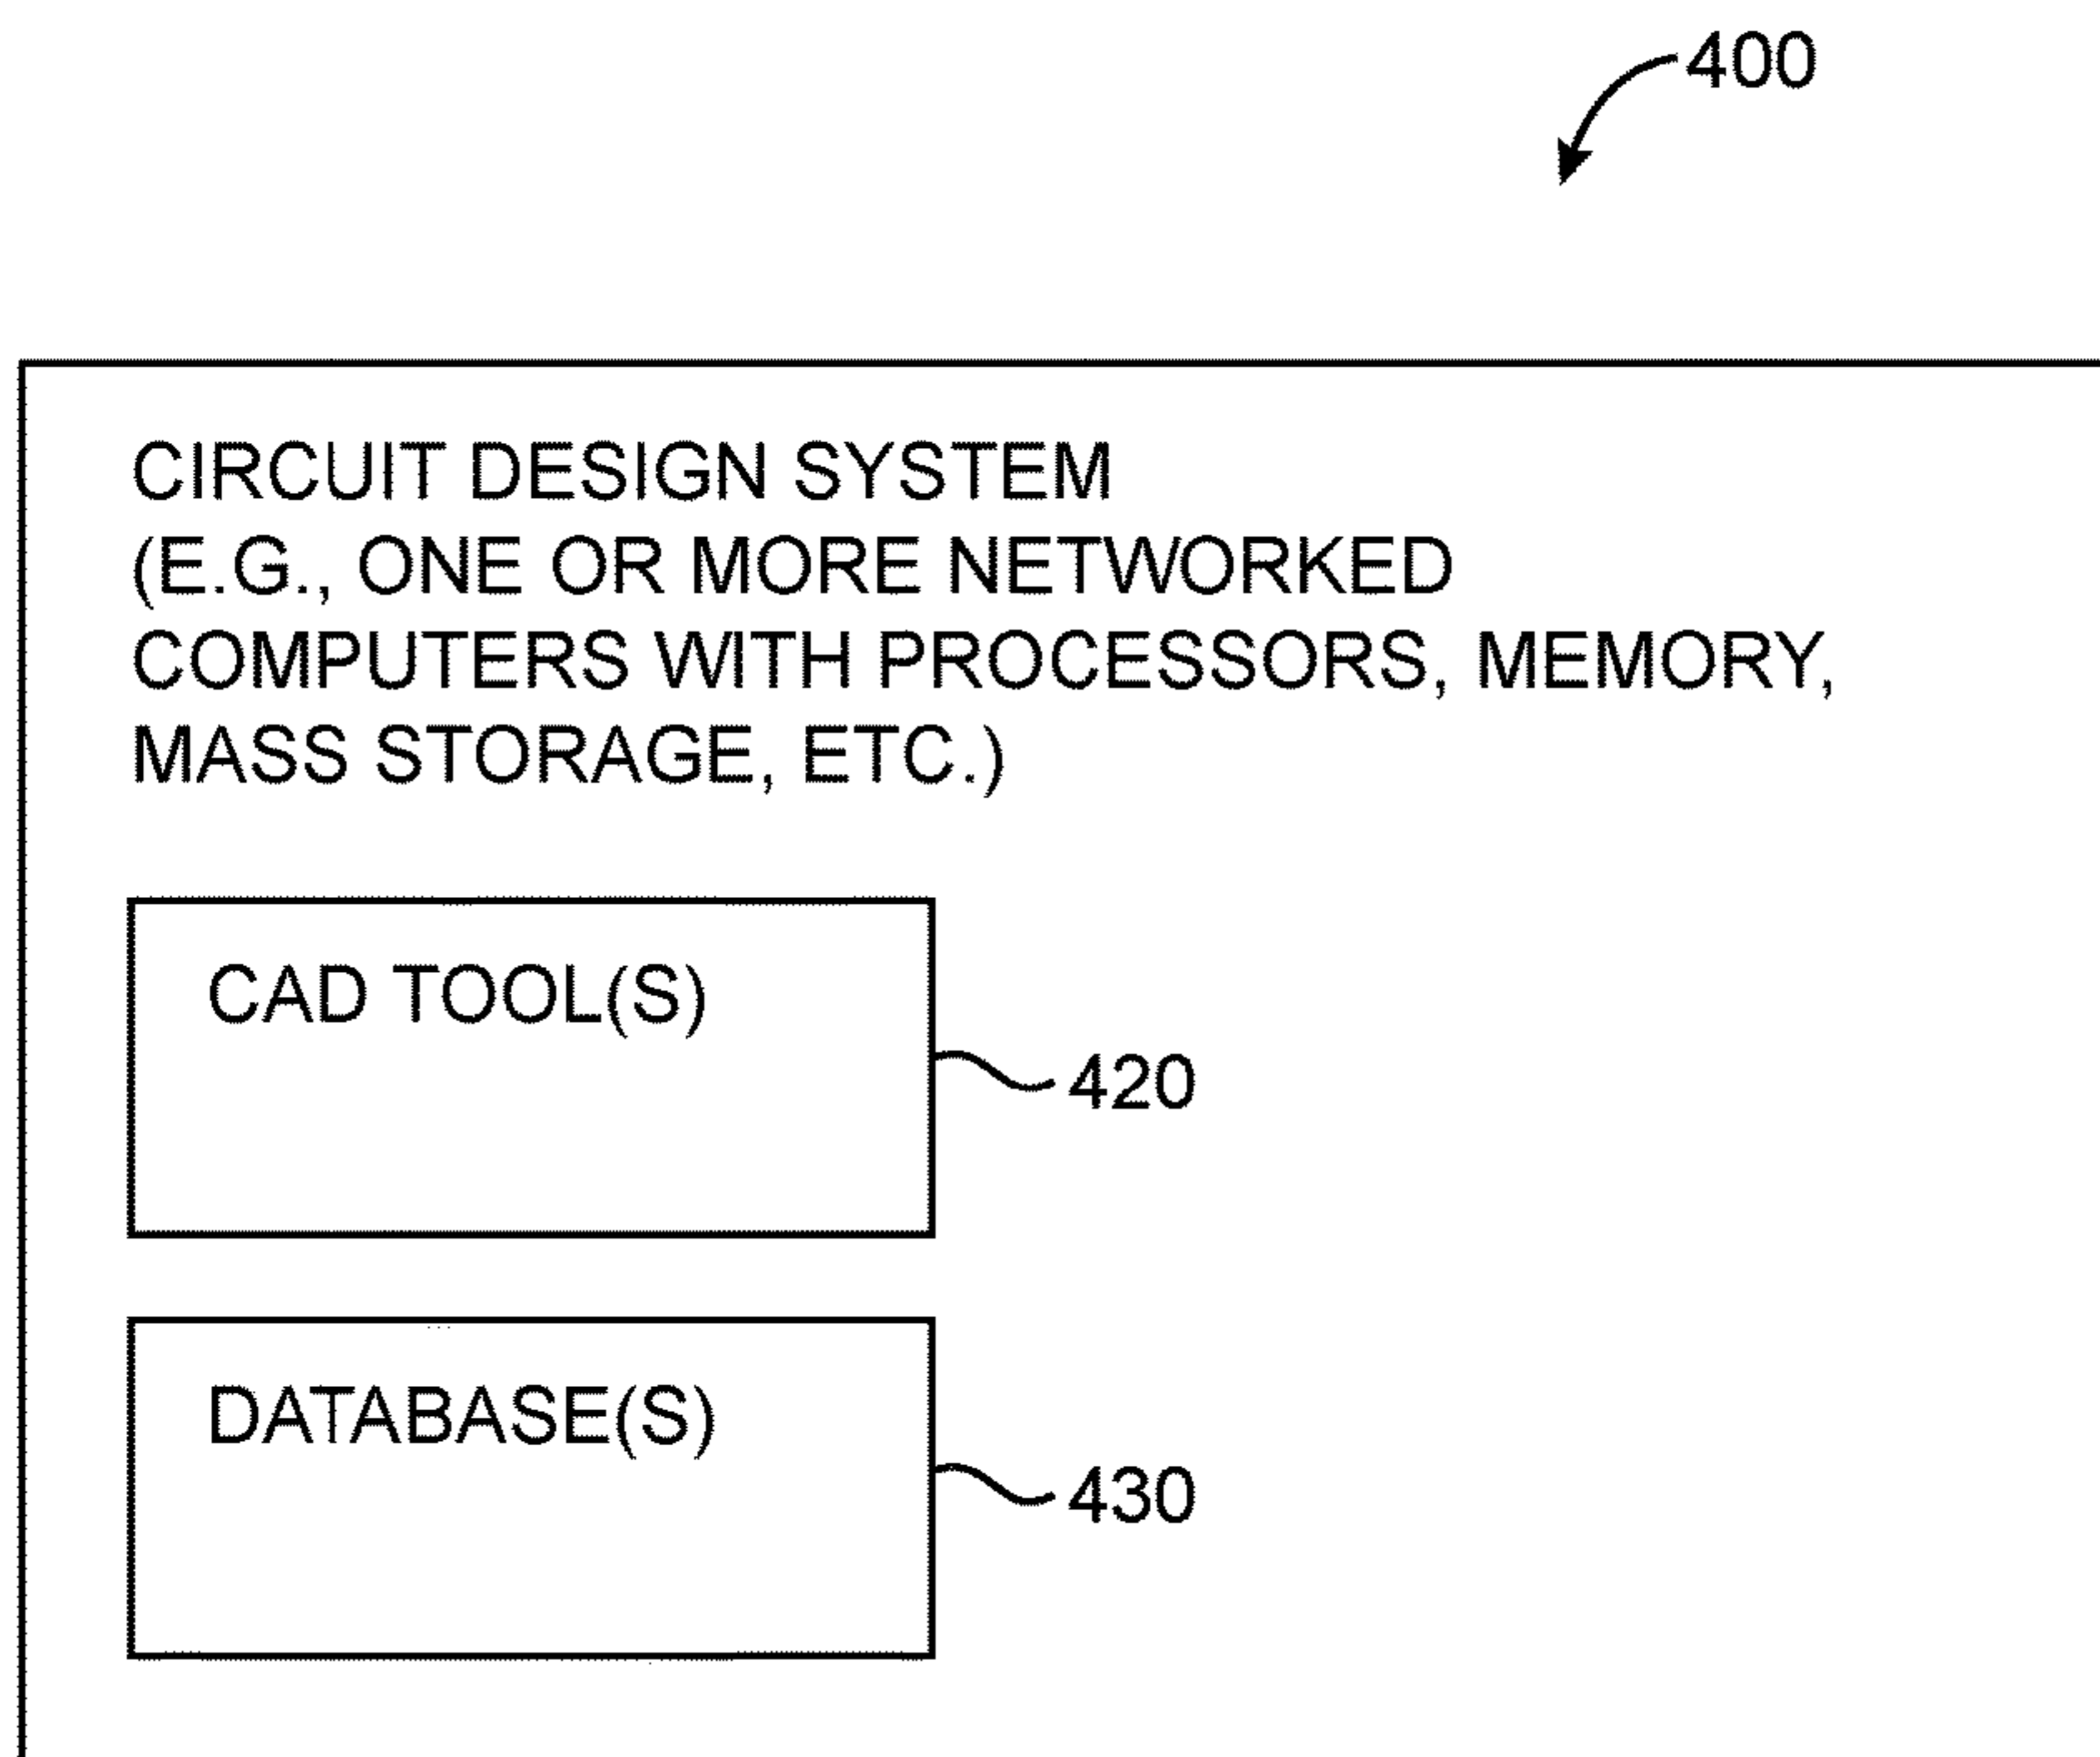 400
CIRCUIT DESIGN SYSTEM
(E.G., ONE OR MORE NETWORKED
COMPUTERS WITH PROCESSORS, MEMORY,
MASS STORAGE, ETC.)
CAD TOOL(S)
420
DATABASE(S)
430